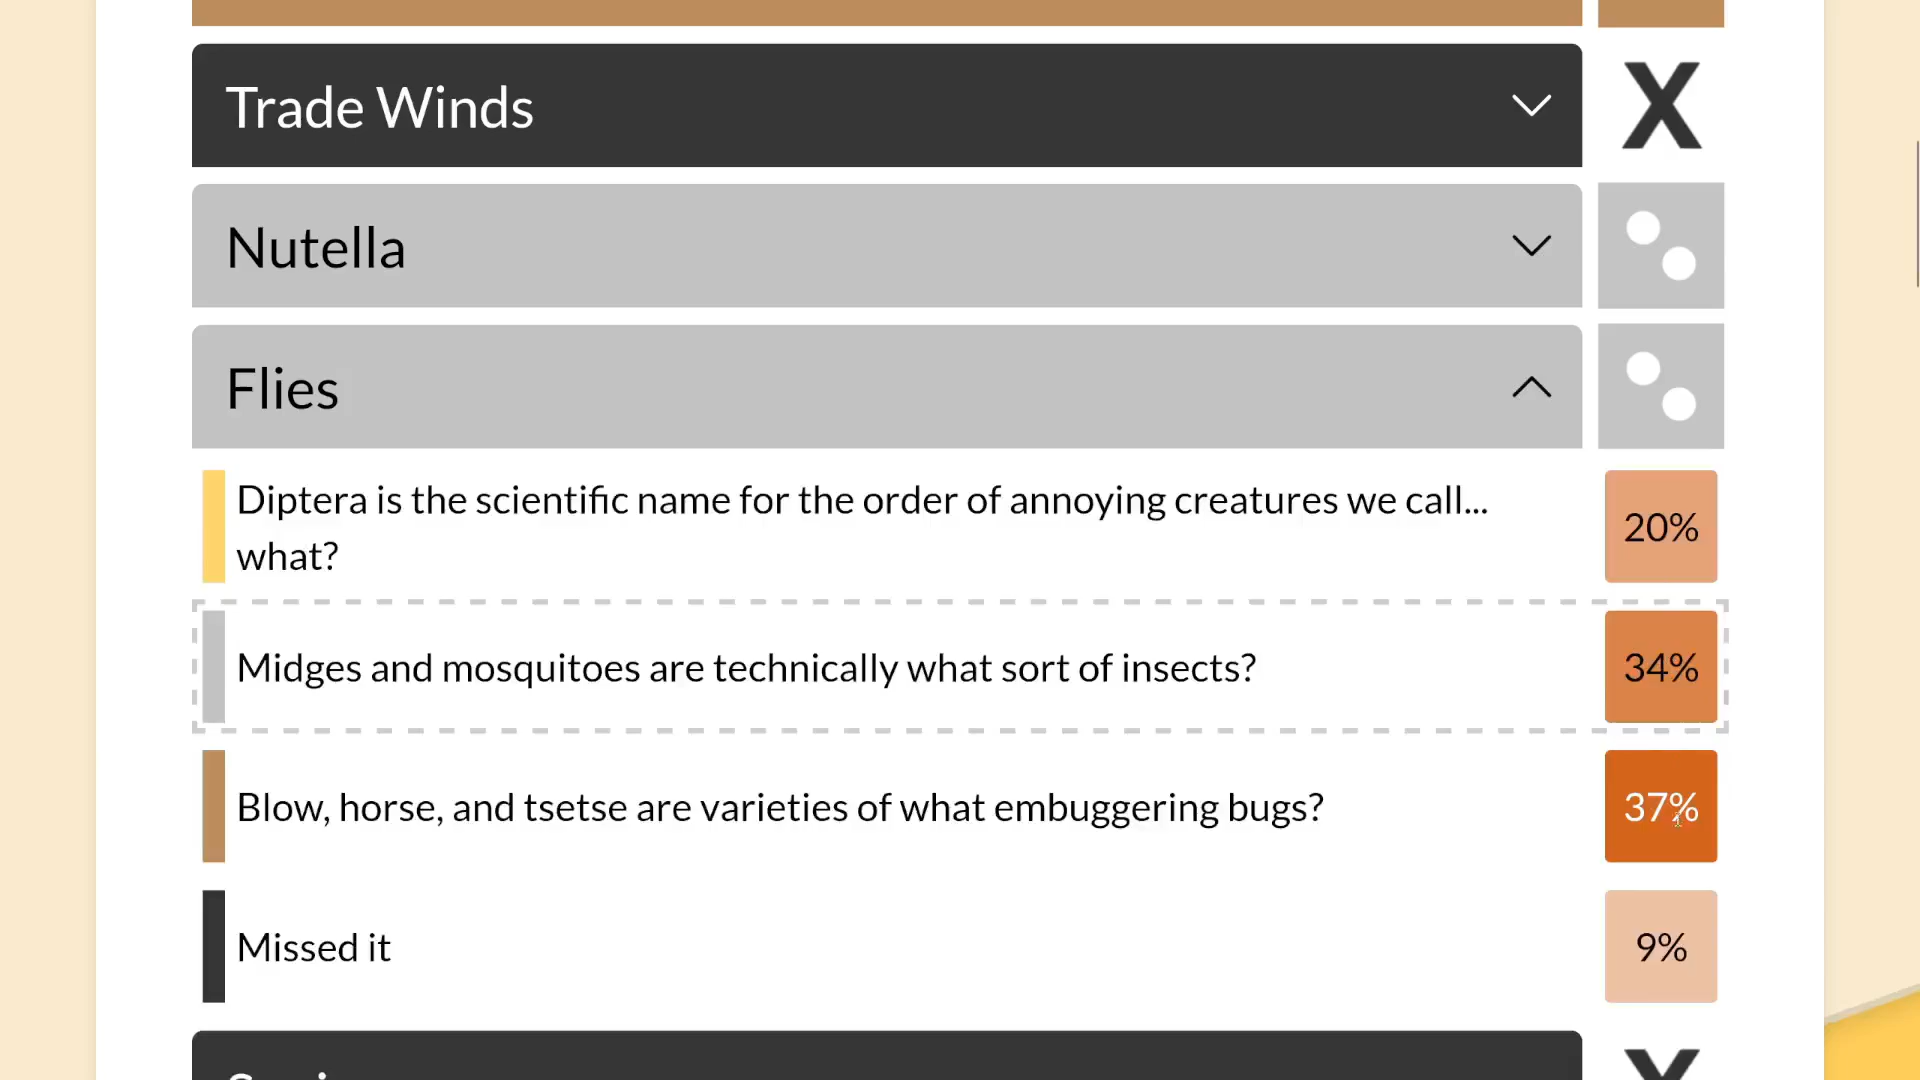 Trade Winds
X
Nutella
Flies
Diptera is the scientific name for the order of annoying creatures we call...
what?
20%
Midges and mosquitoes are technically what sort of insects?
34%
Blow, horse, and tsetse are varieties of what embuggering bugs?
37%
Missed it
9%
X